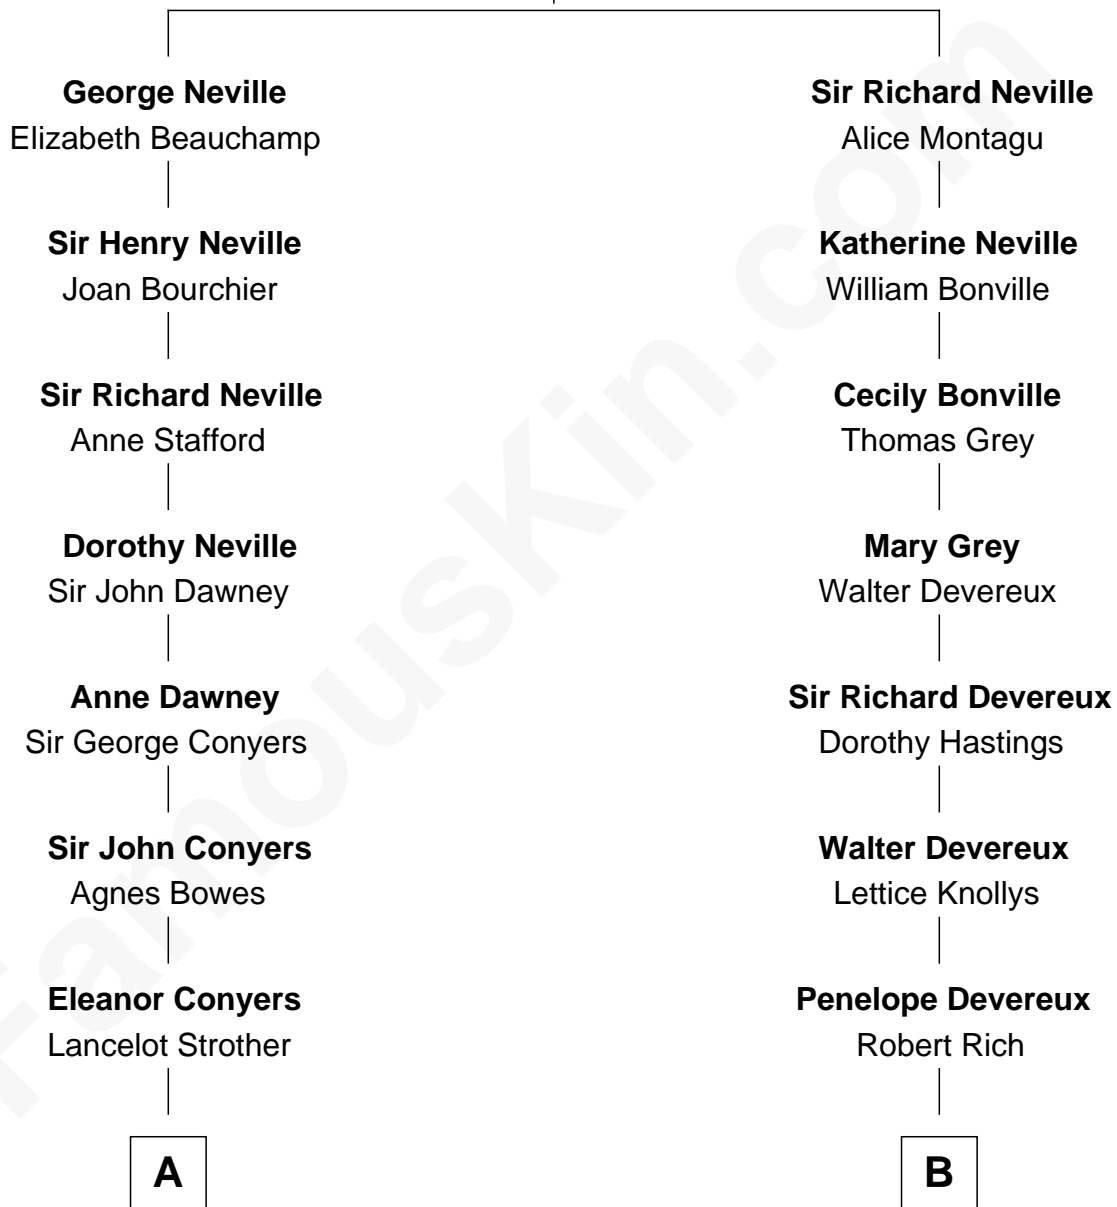 George Neville
Elizabeth Beauchamp
Sir Henry Neville
Joan Bourchier
Sir Richard Neville
Anne Stafford
Dorothy Neville
Sir John Dawney
Anne Dawney
Sir George Conyers
Sir John Conyers
Agnes Bowes
Eleanor Conyers
Lancelot Strother
A
Sir Richard Neville
Alice Montagu
Katherine Neville
William Bonville
Cecily Bonville
Thomas Grey
Mary Grey
Walter Devereux
Sir Richard Devereux
Dorothy Hastings
Walter Devereux
Lettice Knollys
Penelope Devereux
Robert Rich
B
FamousKin.com